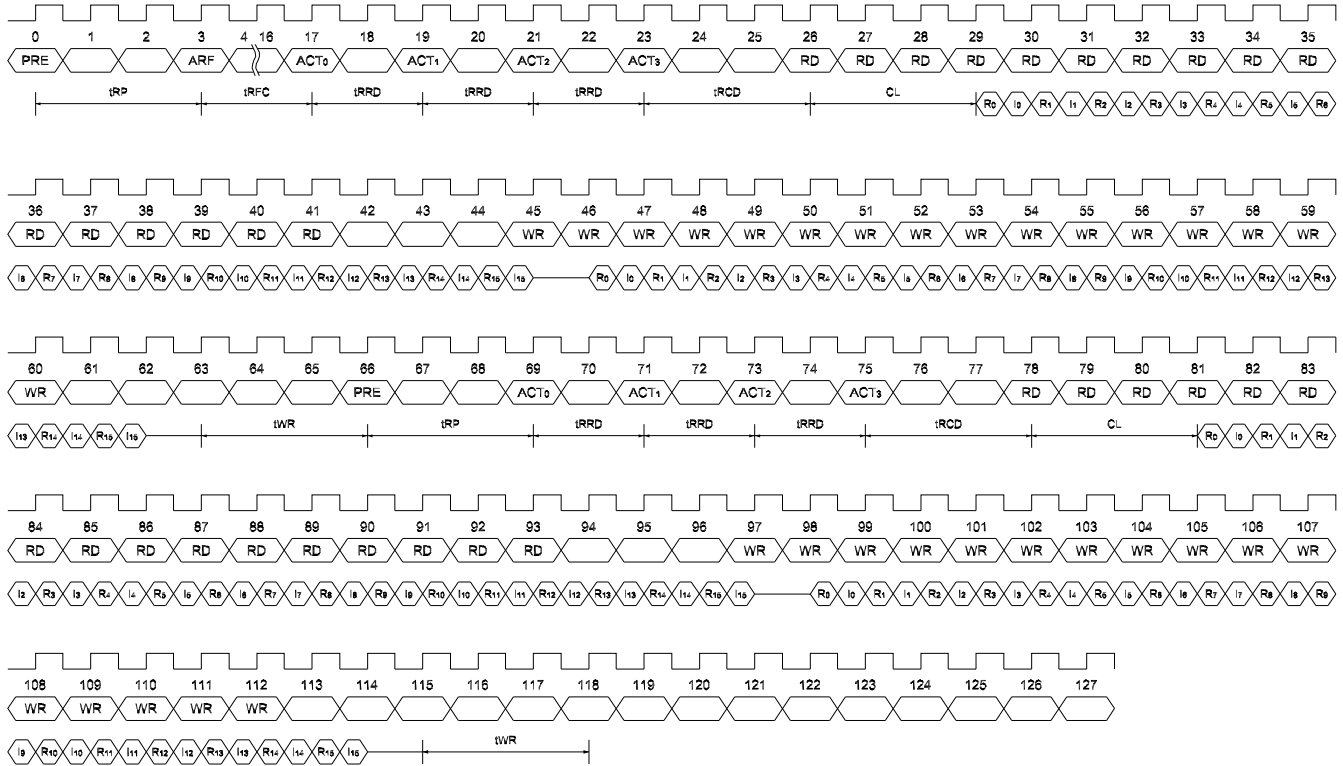 0 1 2 3 4 16 17 18 19 20 21 22 23 24 25 26 27 28 29 30 31 32 33 34 35
PRE ARF ACT₀ ACT₁ ACT₂ ACT₃ RD RD RD RD RD RD RD RD RD RD
tRP tRFC tRRD tRRD tRRD tRCD CL R₀ I₀ R₁ I₁ R₂ I₂ R₃ I₃ R₄ I₄ R₅ I₅ R₆
36 37 38 39 40 41 42 43 44 45 46 47 48 49 50 51 52 53 54 55 56 57 58 59
RD RD RD RD RD RD WR WR WR WR WR WR WR WR WR WR WR WR WR WR WR
I₆ R₇ I₇ R₈ I₈ R₉ I₉ R₁₀ I₁₀ R₁₁ I₁₁ R₁₂ I₁₂ R₁₃ I₁₃ R₁₄ I₁₄ R₁₅ I₁₅ R₀ I₀ R₁ I₁ R₂ I₂ R₃ I₃ R₄ I₄ R₅ I₅ R₆ I₆ R₇ I₇ R₈ I₈ R₉ I₉ R₁₀ I₁₀ R₁₁ I₁₁ R₁₂ I₁₂ R₁₃
60 61 62 63 64 65 66 67 68 69 70 71 72 73 74 75 76 77 78 79 80 81 82 83
WR PRE ACT₀ ACT₁ ACT₂ ACT₃ RD RD RD RD RD RD
I₁₃ R₁₄ I₁₄ R₁₅ I₁₅ tWR tRP tRRD tRRD tRRD tRCD CL R₀ I₀ R₁ I₁ R₂
84 85 86 87 88 89 90 91 92 93 94 95 96 97 98 99 100 101 102 103 104 105 106 107
RD RD RD RD RD RD RD RD RD RD WR WR WR WR WR WR WR WR WR WR WR
I₂ R₃ I₃ R₄ I₄ R₅ I₅ R₆ I₆ R₇ I₇ R₈ I₈ R₉ I₉ R₁₀ I₁₀ R₁₁ I₁₁ R₁₂ I₁₂ R₁₃ I₁₃ R₁₄ I₁₄ R₁₅ I₁₅ R₀ I₀ R₁ I₁ R₂ I₂ R₃ I₃ R₄ I₄ R₅ I₅ R₆ I₆ R₇ I₇ R₈ I₈ R₉
108 109 110 111 112 113 114 115 116 117 118 119 120 121 122 123 124 125 126 127
WR WR WR WR WR
I₉ R₁₀ I₁₀ R₁₁ I₁₁ R₁₂ I₁₂ R₁₃ I₁₃ R₁₄ I₁₄ R₁₅ I₁₅ tWR